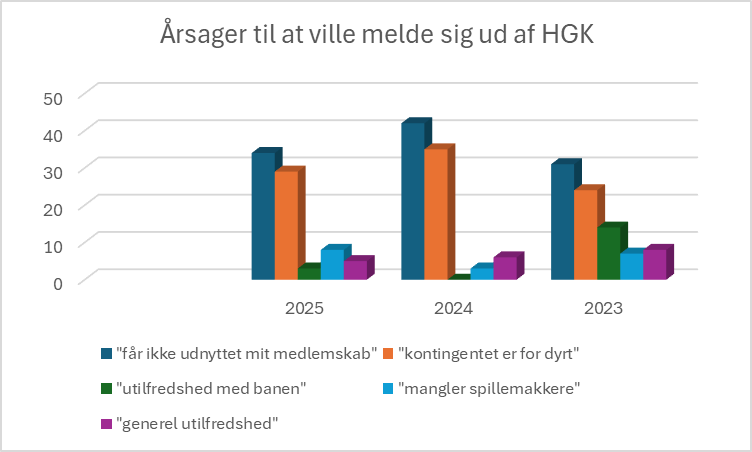 Årsager til at ville melde sig ud af HGK
50
40
30
20
10
0
2025 2024 2023
"får ikke udnyttet mit medlemskab" "kontingentet er for dyrt"
"utilfredshed med banen" "mangler spillemakkere"
"generel utilfredshed"